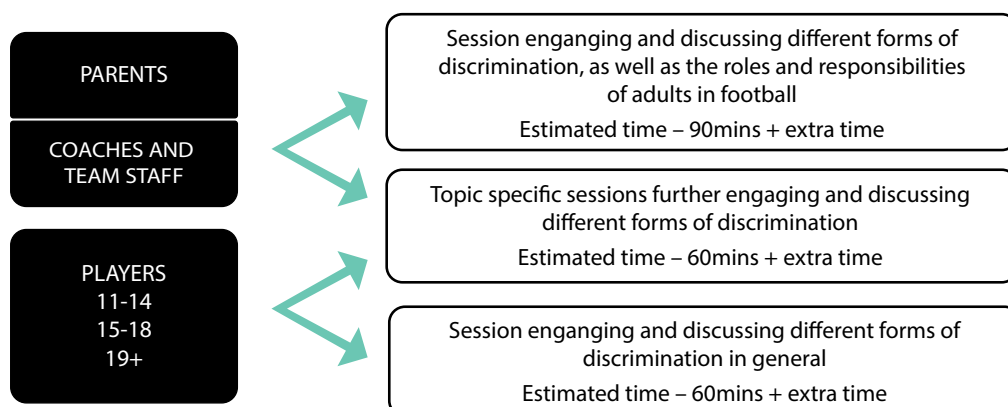 PARENTS
COACHES AND
TEAM STAFF
PLAYERS
11-14
15-18
19+
Session enganging and discussing different forms of
discrimination, as well as the roles and responsibilities
of adults in football
Estimated time – 90mins + extra time
Topic specific sessions further engaging and discussing
different forms of discrimination
Estimated time – 60mins + extra time
Session enganging and discussing different forms of
discrimination in general
Estimated time – 60mins + extra time